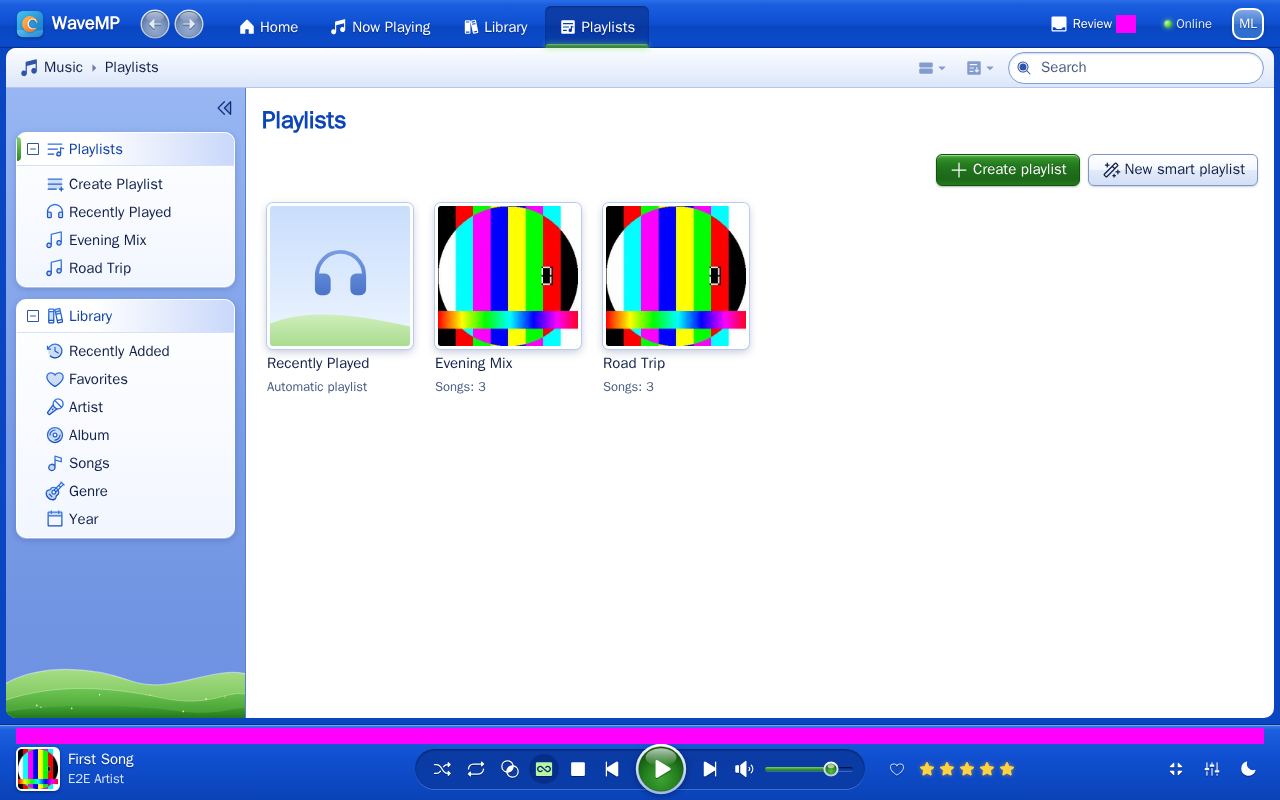 WaveMP
Home
Now Playing
Library
Playlists
Review
Online
ML
Music
Playlists
Search
Playlists
Create Playlist
Recently Played
Evening Mix
Road Trip
Library
Recently Added
Favorites
Artist
Album
Songs
Genre
Year
Playlists
Create playlist
New smart playlist
Recently Played
Automatic playlist
Evening Mix
Songs: 3
Road Trip
Songs: 3
First Song
E2E Artist